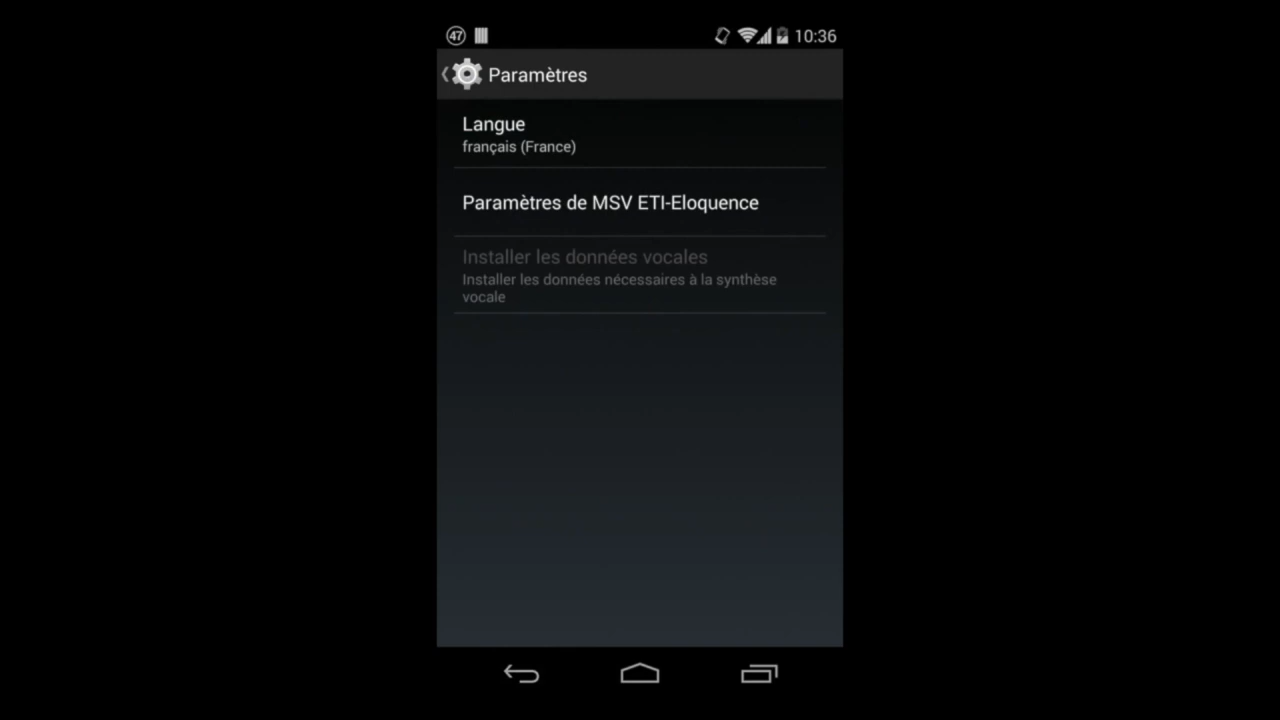 47 10:36
Paramètres
Langue
français (France)
Paramètres de MSV ETI-Eloquence
Installer les données vocales
Installer les données nécessaires à la synthèse
vocale